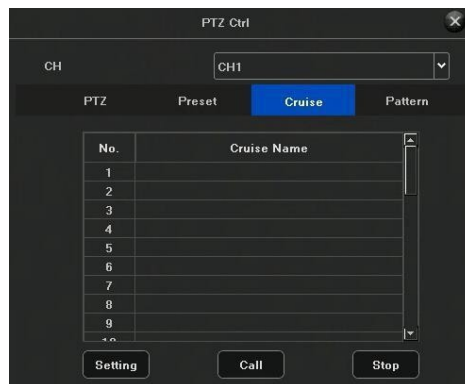 PTZ Ctrl
CH CH1
PTZ Preset Cruise Pattern
No. Cruise Name
1
2
3
4
5
6
7
8
9
10
Setting Call Stop